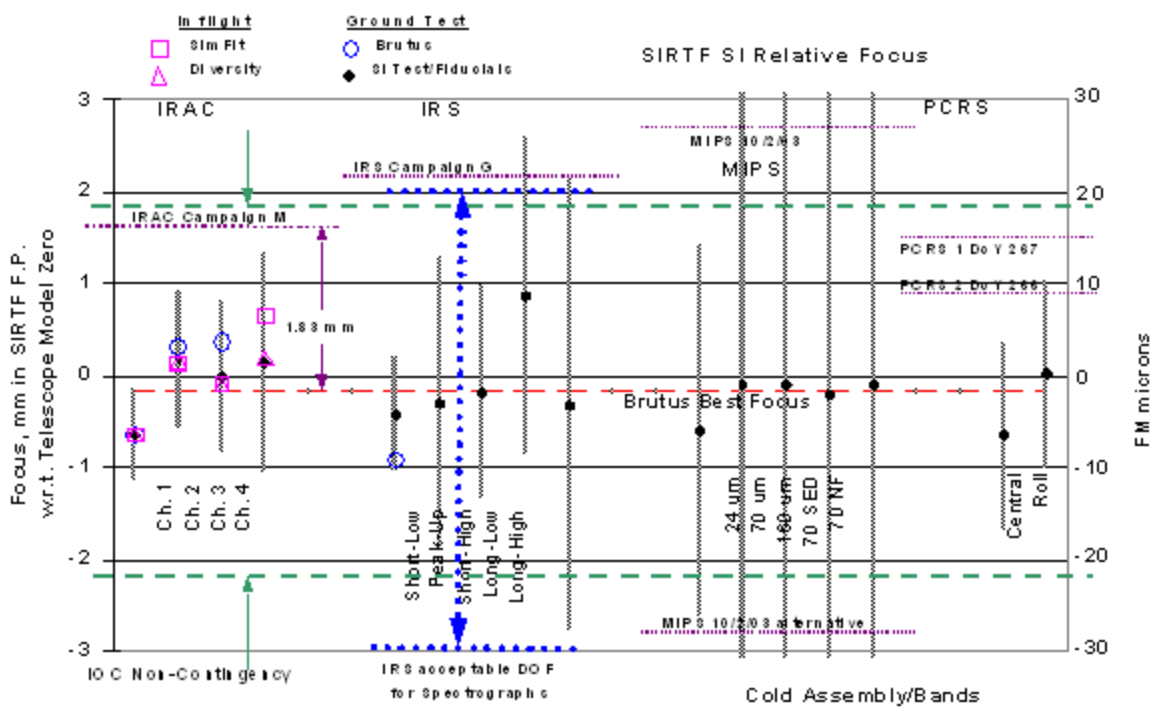 In flight Ground Test
Sim Fit Brutus
Diversity SI Test/Fiducials
SIRTF SI Relative Focus
3 IRAC IRS PCRS 30
MIPS 10/2/03
IRS Campaign G MIPS
2 20
IRAC Campaign M
PCRS 1 DoY 267
1 PCRS 2 DoY 266 10
1.83 mm
0 0
Brutus Best Focus
-1 -10
Ch. 1
Ch. 2
Ch. 3
Ch. 4
Short-Low
Peak-Up
Short-High
Long-Low
Long-High
24 um
70 um
160 um
70 SED
70 NF
Central
Roll
-2 -20
MIPS 10/2/03 alternative
-3 -30
IOC Non-Contingency
IRS acceptable DOF
for Spectrographs
Cold Assembly/Bands
Focus, mm in SIRTF F.P.
w.r.t. Telescope Model Zero
FM microns